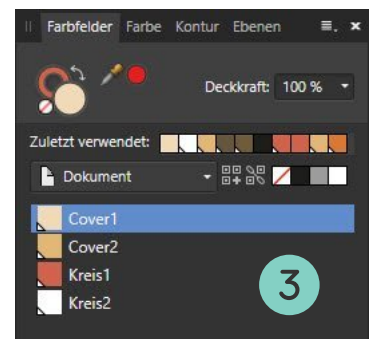 Farbfelder Farbe Kontur Ebenen
Deckkraft: 100 %
Zuletzt verwendet:
Dokument
Cover1
Cover2
Kreis1
Kreis2
3